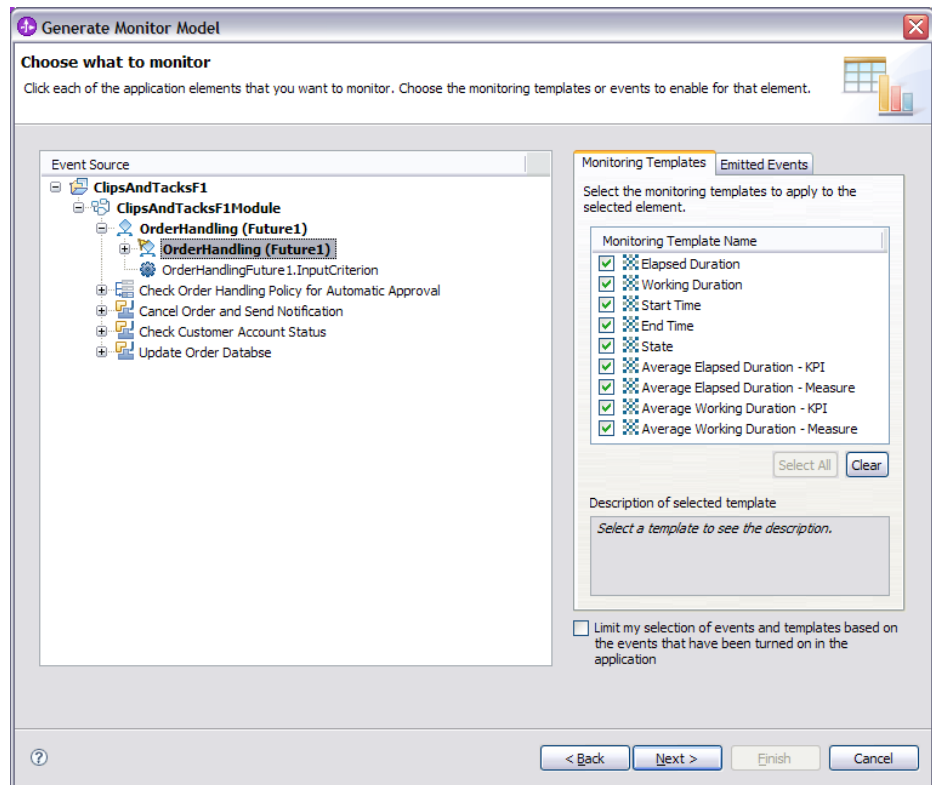 Generate Monitor Model
Choose what to monitor
Click each of the application elements that you want to monitor. Choose the monitoring templates or events to enable for that element.
Event Source
ClipsAndTacksF1
ClipsAndTacksF1Module
OrderHandling (Future1)
OrderHandling (Future1)
OrderHandlingFuture1.InputCriterion
Check Order Handling Policy for Automatic Approval
Cancel Order and Send Notification
Check Customer Account Status
Update Order Databse
Monitoring Templates
Emitted Events
Select the monitoring templates to apply to the
selected element.
Monitoring Template Name
Elapsed Duration
Working Duration
Start Time
End Time
State
Average Elapsed Duration - KPI
Average Elapsed Duration - Measure
Average Working Duration - KPI
Average Working Duration - Measure
Select All
Clear
Description of selected template
Select a template to see the description.
Limit my selection of events and templates based on
the events that have been turned on in the
application
?
< Back
Next >
Finish
Cancel